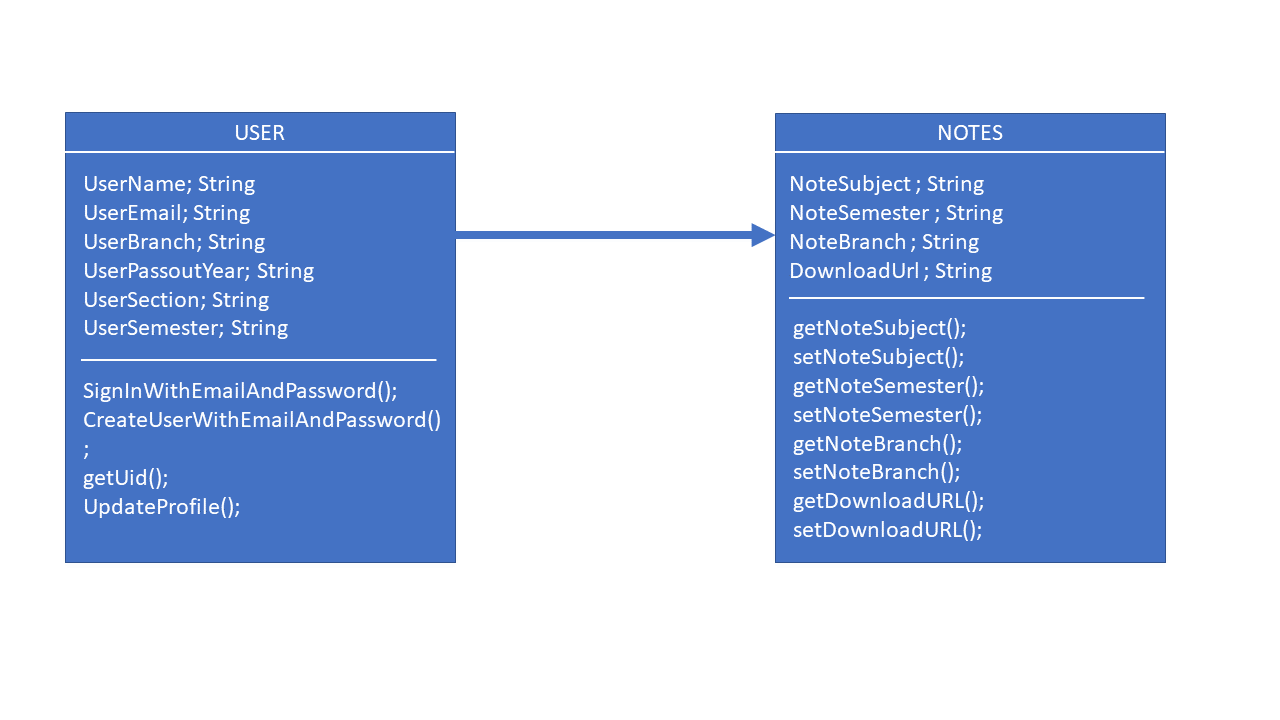 USER
UserName; String
UserEmail; String
UserBranch; String
UserPassoutYear; String
UserSection; String
UserSemester; String
SignInWithEmailAndPassword();
CreateUserWithEmailAndPassword()
;
getUid();
UpdateProfile();
NOTES
NoteSubject ; String
NoteSemester ; String
NoteBranch ; String
DownloadUrl ; String
getNoteSubject();
setNoteSubject();
getNoteSemester();
setNoteSemester();
getNoteBranch();
setNoteBranch();
getDownloadURL();
setDownloadURL();